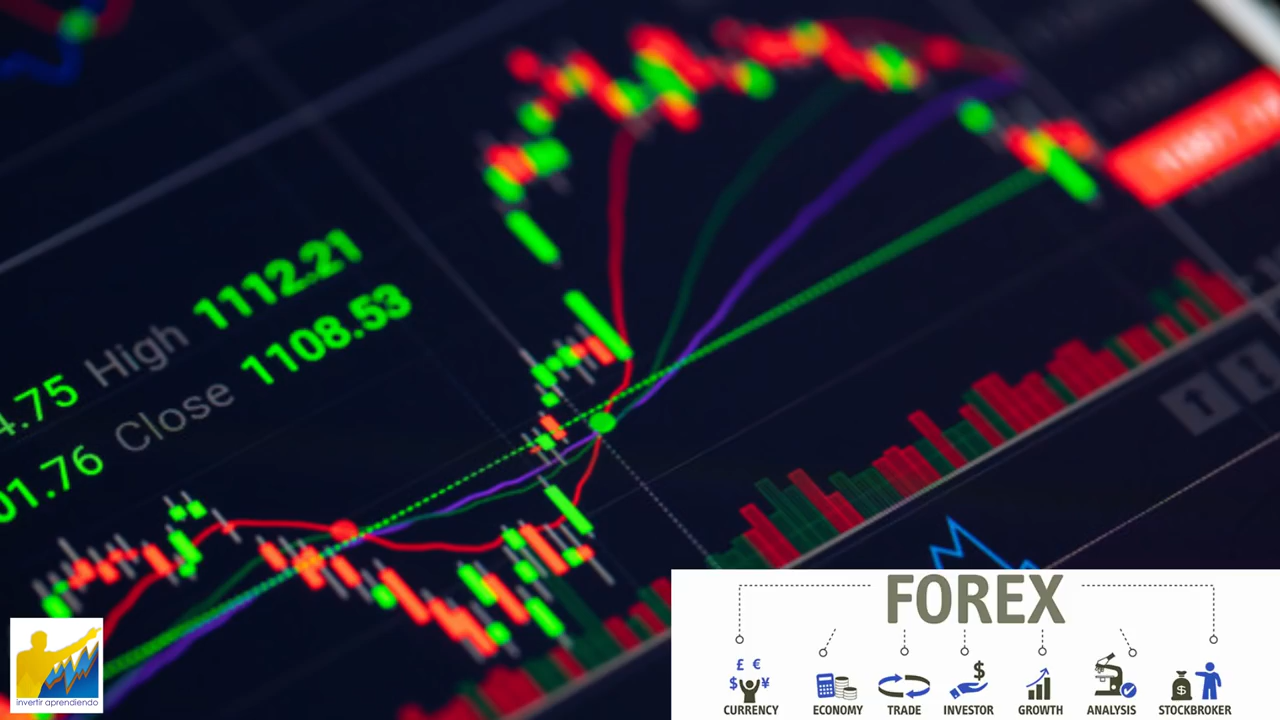 4.75 High 1112.21
01.76 Close 1108.53
FOREX
£ €
$ ¥
$
$
CURRENCY ECONOMY TRADE INVESTOR GROWTH ANALYSIS STOCKBROKER
invertir aprendiendo